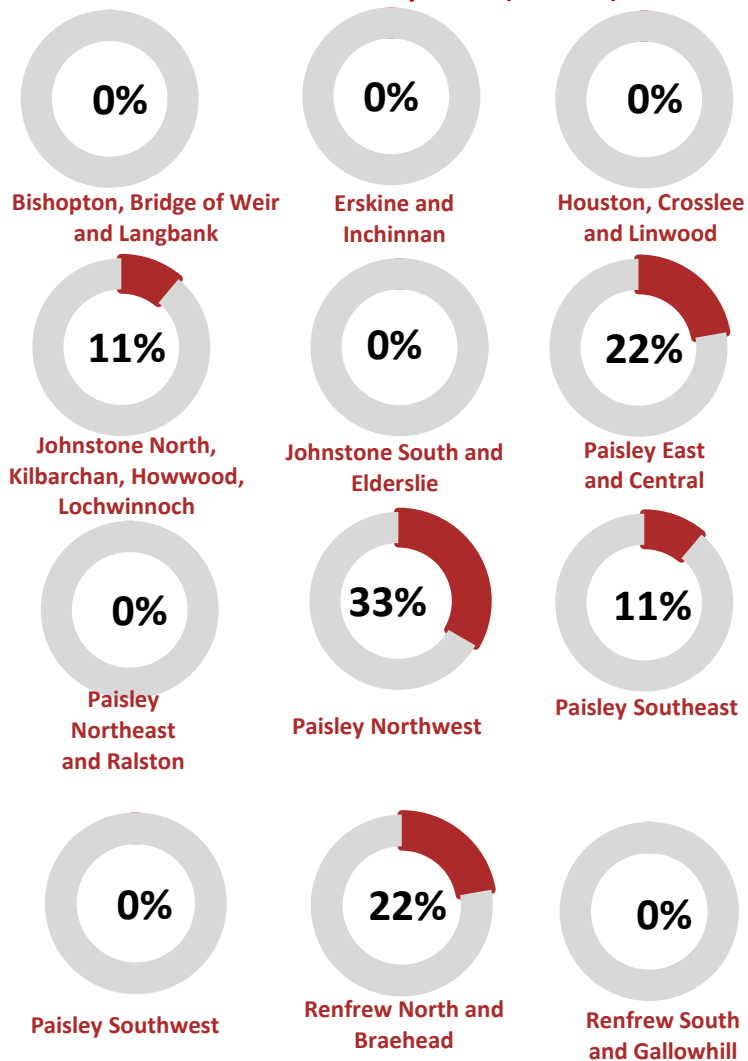 0%
0%
0%
Bishopton, Bridge of Weir
and Langbank
Erskine and
Inchinnan
Houston, Crosslee
and Linwood
11%
0%
22%
Johnstone North,
Kilbarchan, Howwood,
Lochwinnoch
Johnstone South and
Elderslie
Paisley East
and Central
0%
33%
11%
Paisley
Northeast
and Ralston
Paisley Northwest
Paisley Southeast
0%
22%
0%
Paisley Southwest
Renfrew North and
Braehead
Renfrew South
and Gallowhill